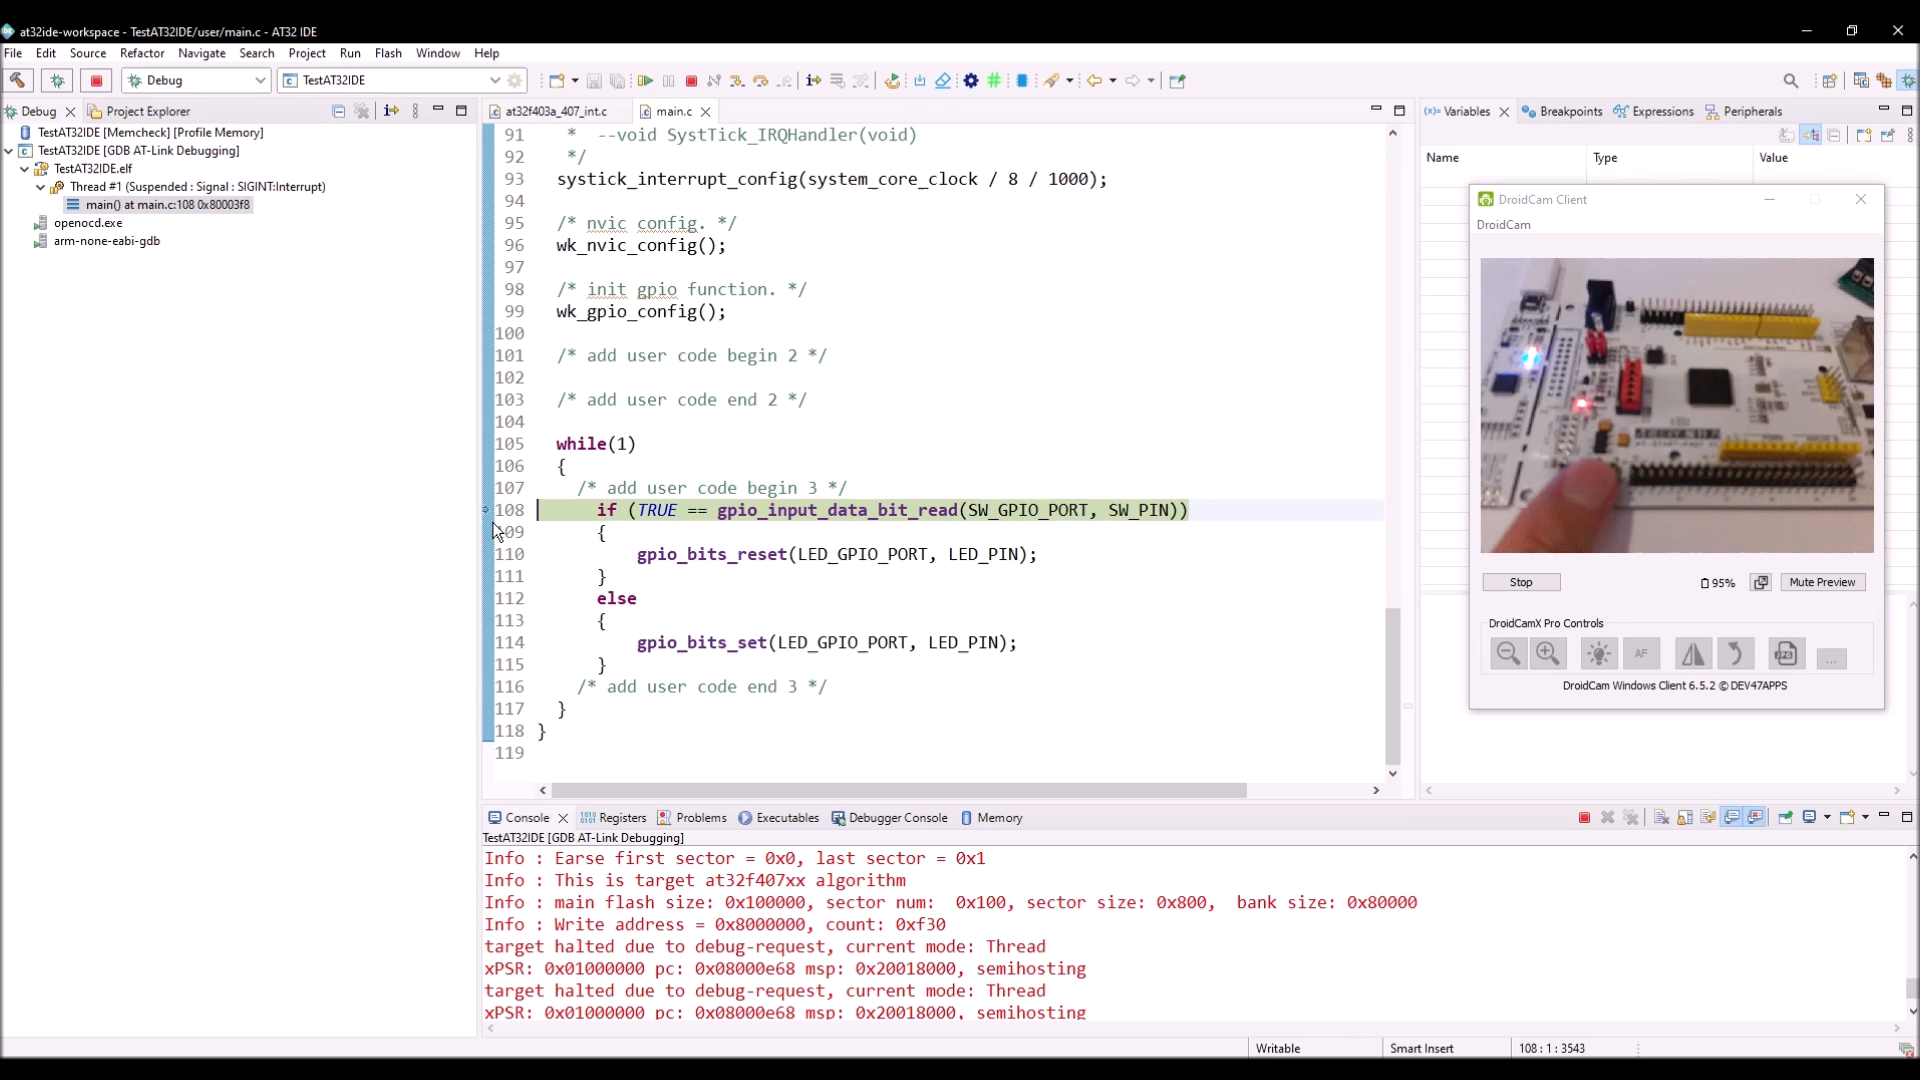 at32ide-workspace - TestAT32IDE/user/main.c - AT32 IDE
File Edit Source Refactor Navigate Search Project Run Flash Window Help
Debug
TestAT32IDE
Debug
Project Explorer
TestAT32IDE [Memcheck] [Profile Memory]
TestAT32IDE [GDB AT-Link Debugging]
TestAT32IDE.elf
Thread #1 (Suspended : Signal : SIGINT:Interrupt)
main() at main.c:108 0x80003f8
openocd.exe
arm-none-eabi-gdb
at32f403a_407_int.c
main.c
91 * --void SystTick_IRQHandler(void)
92 */
93 systick_interrupt_config(system_core_clock / 8 / 1000);
94
95 /* nvic config. */
96 wk_nvic_config();
97
98 /* init gpio function. */
99 wk_gpio_config();
100
101 /* add user code begin 2 */
102
103 /* add user code end 2 */
104
105 while(1)
106 {
107 /* add user code begin 3 */
108 if (TRUE == gpio_input_data_bit_read(SW_GPIO_PORT, SW_PIN))
109 {
110 gpio_bits_reset(LED_GPIO_PORT, LED_PIN);
111 }
112 else
113 {
114 gpio_bits_set(LED_GPIO_PORT, LED_PIN);
115 }
116 /* add user code end 3 */
117 }
118 }
119
(x)= Variables
Breakpoints
Expressions
Peripherals
Name Type Value
DroidCam Client
DroidCam
Stop
95%
Mute Preview
DroidCamX Pro Controls
AF
JPG
...
DroidCam Windows Client 6.5.2 © DEV47APPS
Console
Registers
Problems
Executables
Debugger Console
Memory
TestAT32IDE [GDB AT-Link Debugging]
Info : Earse first sector = 0x0, last sector = 0x1
Info : This is target at32f407xx algorithm
Info : main flash size: 0x100000, sector num: 0x100, sector size: 0x800, bank size: 0x80000
Info : Write address = 0x8000000, count: 0xf30
target halted due to debug-request, current mode: Thread
xPSR: 0x01000000 pc: 0x08000e68 msp: 0x20018000, semihosting
target halted due to debug-request, current mode: Thread
xPSR: 0x01000000 pc: 0x08000e68 msp: 0x20018000, semihosting
Writable
Smart Insert
108 : 1 : 3543